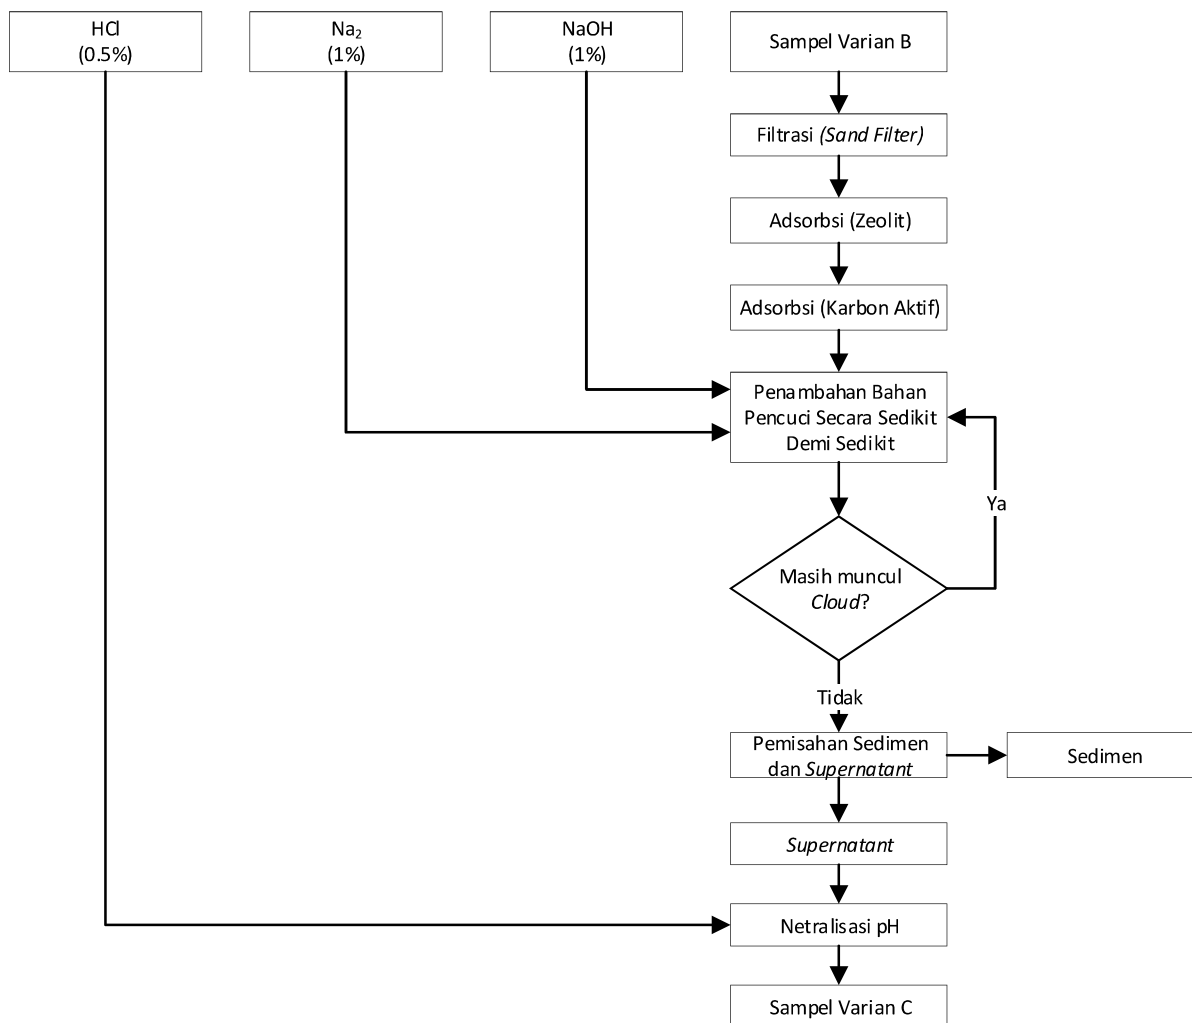 HCl
(0.5%)
Na₂
(1%)
NaOH
(1%)
Sampel Varian B
Filtrasi (Sand Filter)
Adsorbsi (Zeolit)
Adsorbsi (Karbon Aktif)
Penambahan Bahan
Pencuci Secara Sedikit
Demi Sedikit
Ya
Masih muncul
Cloud?
Tidak
Pemisahan Sedimen
dan Supernatant
Sedimen
Supernatant
Netralisasi pH
Sampel Varian C